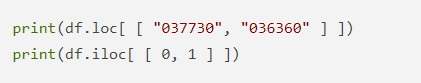 print(df.loc[ [ "037730", "036360" ] ])
print(df.iloc[ [ 0, 1 ] ])